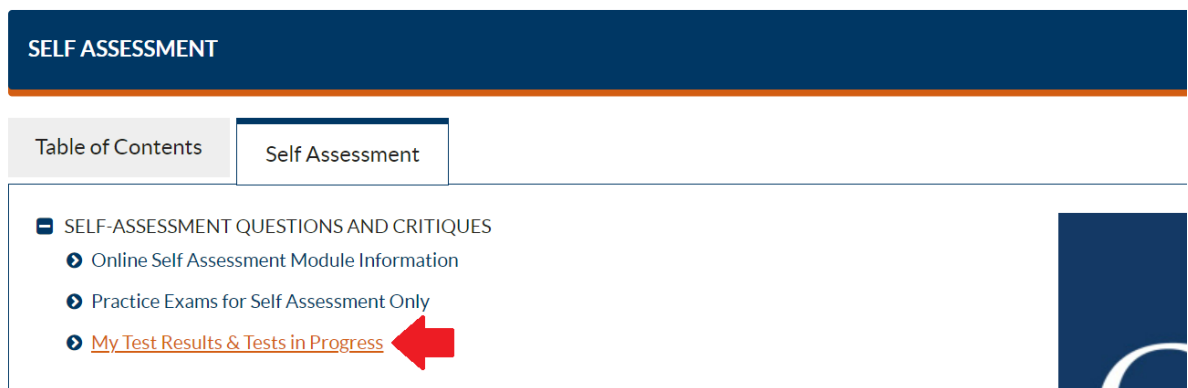 SELF ASSESSMENT
Table of Contents
Self Assessment
SELF-ASSESSMENT QUESTIONS AND CRITIQUES
Online Self Assessment Module Information
Practice Exams for Self Assessment Only
My Test Results & Tests in Progress